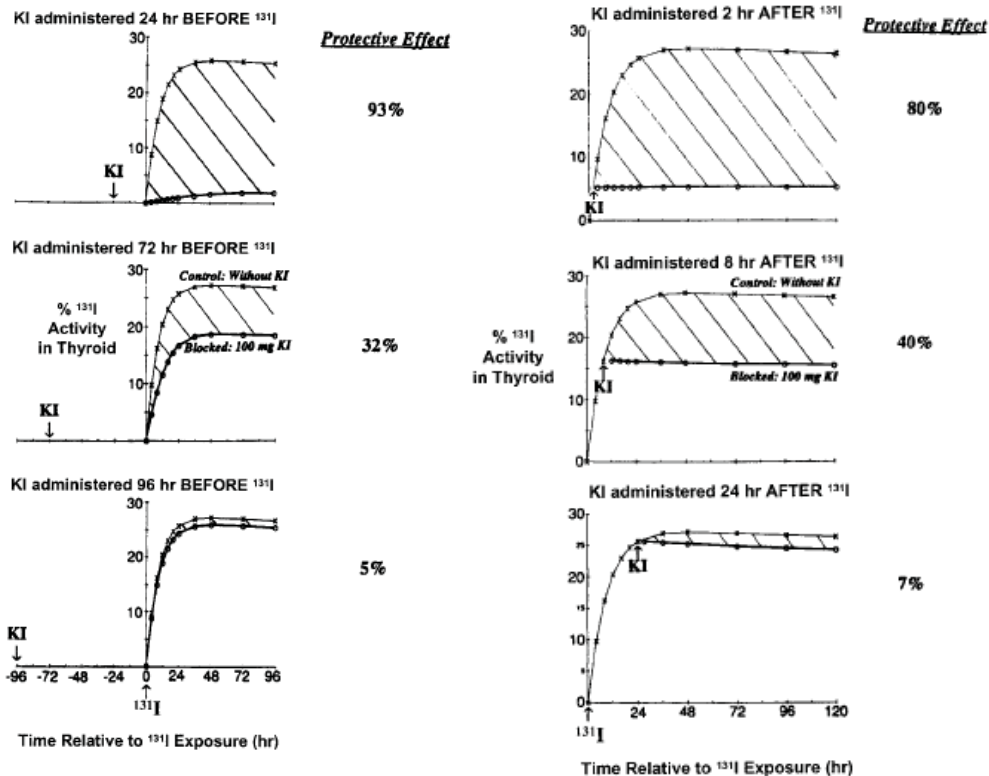 KI administered 24 hr BEFORE ¹³¹I
Protective Effect
30
20
10
KI
93%
KI administered 72 hr BEFORE ¹³¹I
30
Control: Without KI
% ¹³¹I
Activity
in Thyroid
20
Blocked: 100 mg KI
10
KI
32%
KI administered 96 hr BEFORE ¹³¹I
30
20
10
KI
5%
-96 -72 -48 -24 0 24 48 72 96
¹³¹I
Time Relative to ¹³¹I Exposure (hr)
KI administered 2 hr AFTER ¹³¹I
Protective Effect
30
20
10
0
KI
80%
KI administered 8 hr AFTER ¹³¹I
30
Control: Without KI
% ¹³¹I
Activity
in Thyroid
20
10
0
KI
Blocked: 100 mg KI
40%
KI administered 24 hr AFTER ¹³¹I
30
25
20
10
0
KI
7%
24 48 72 96 120
¹³¹I
Time Relative to ¹³¹I Exposure (hr)